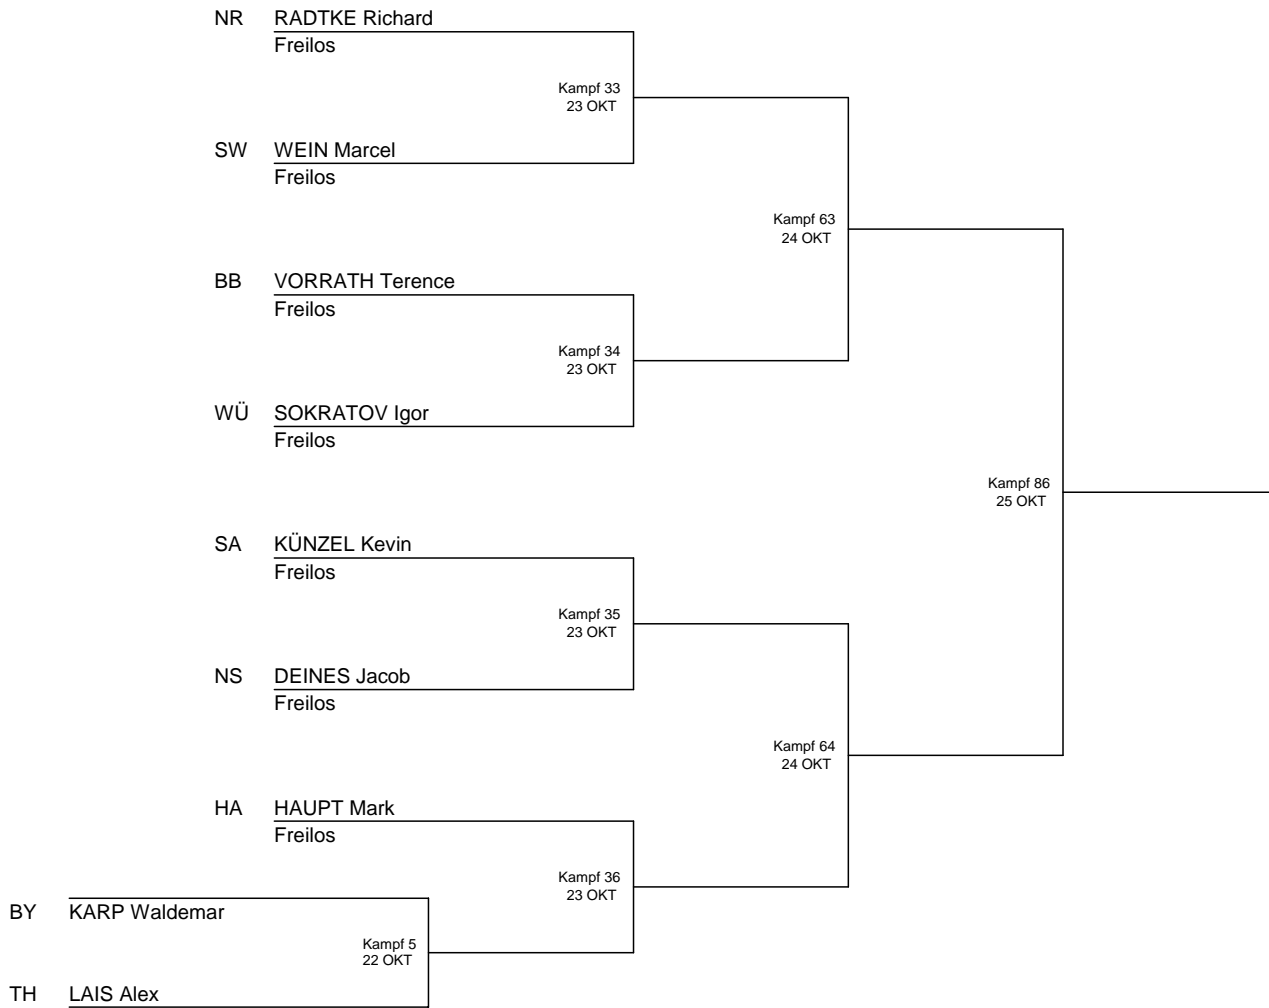 NR RADTKE Richard
Freilos
Kampf 33
23 OKT
SW WEIN Marcel
Freilos
Kampf 63
24 OKT
BB VORRATH Terence
Freilos
Kampf 34
23 OKT
WÜ SOKRATOV Igor
Freilos
Kampf 86
25 OKT
SA KÜNZEL Kevin
Freilos
Kampf 35
23 OKT
NS DEINES Jacob
Freilos
Kampf 64
24 OKT
HA HAUPT Mark
Freilos
Kampf 36
23 OKT
BY KARP Waldemar
Kampf 5
22 OKT
TH LAIS Alex